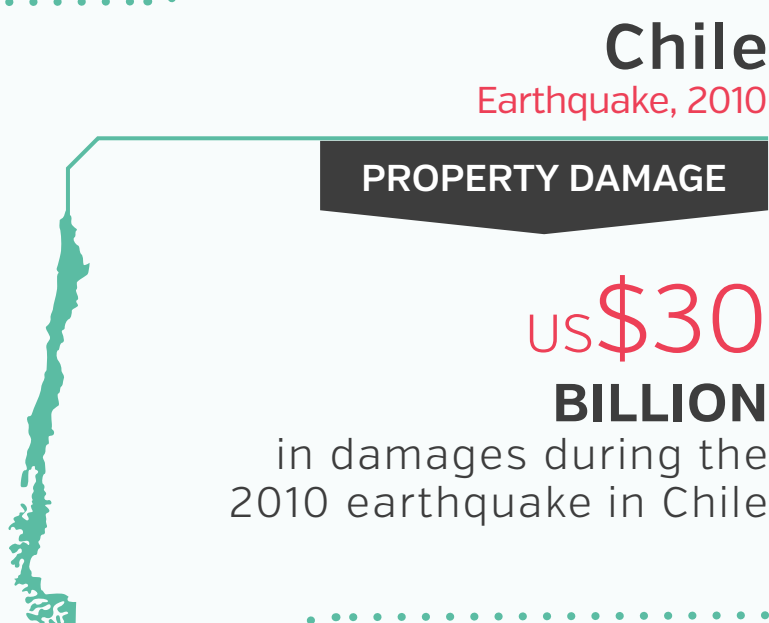 Chile
Earthquake, 2010
PROPERTY DAMAGE
US$30
BILLION
in damages during the
2010 earthquake in Chile